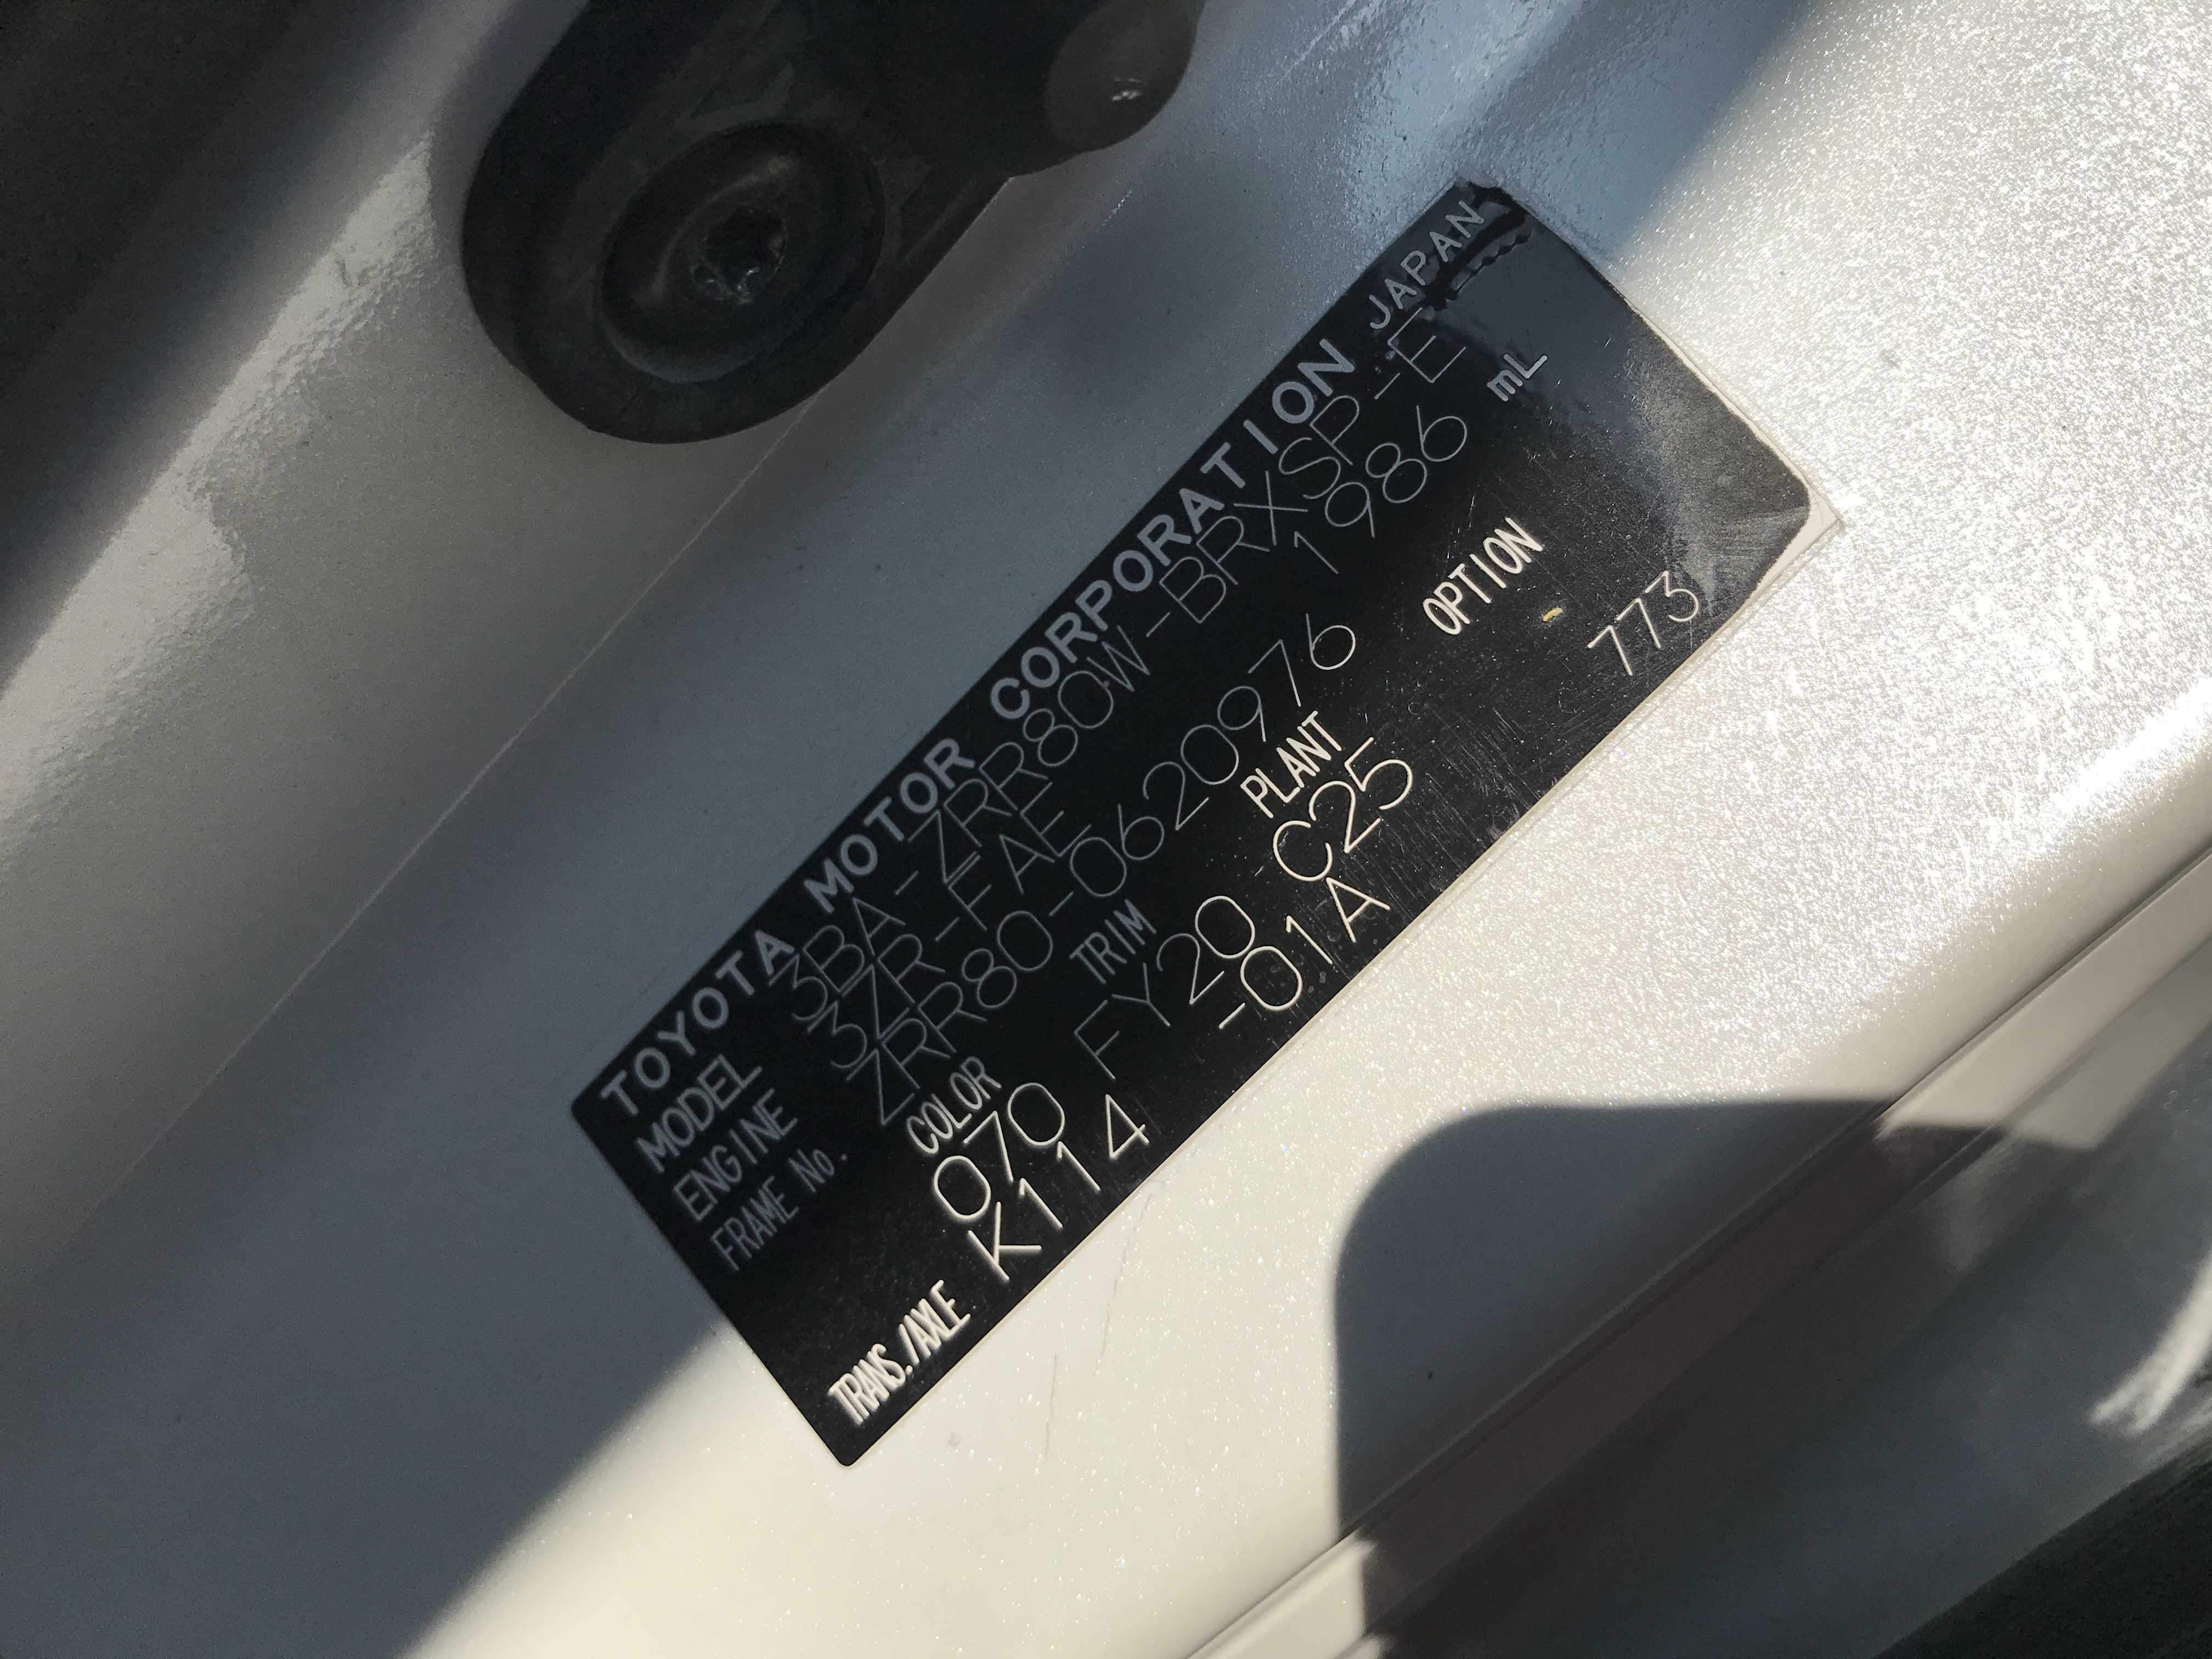 TOYOTA MOTOR CORPORATION JAPAN
MODEL 3BA-ZRR80W-BRXSP-E
ENGINE 3ZR-FAE 1986 mL
FRAME No. ZRR80-0620976
COLOR TRIM PLANT OPTION
070 FY20 C25 773
TRANS./AXLE K114 -01A